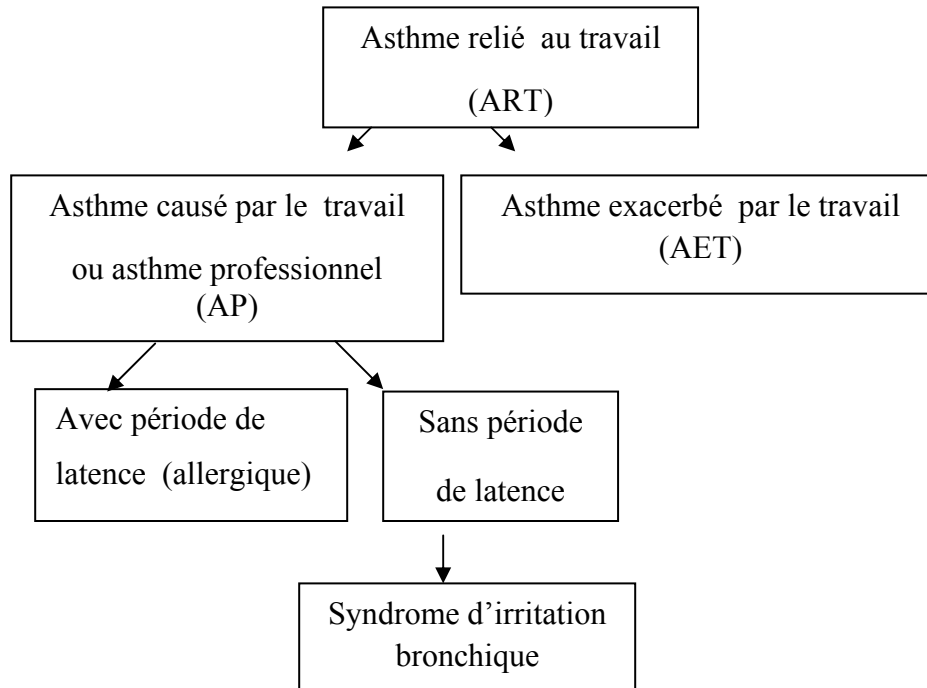 Asthme relié au travail
(ART)
Asthme causé par le travail
ou asthme professionnel
(AP)
Asthme exacerbé par le travail
(AET)
Avec période de
latence (allergique)
Sans période
de latence
Syndrome d’irritation
bronchique